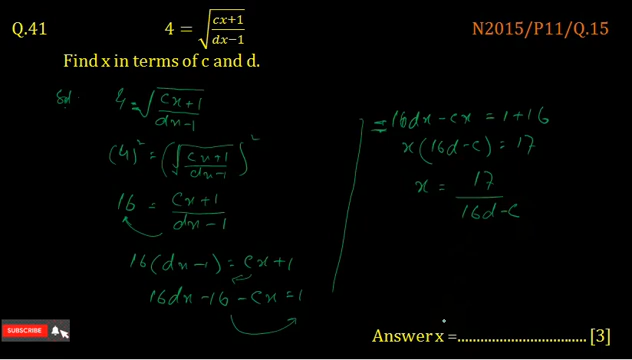 Q.41 4 = √((cx+1)/(dx−1)) N2015/P11/Q.15
Find x in terms of c and d.
Sol. 4 = √((cx+1)/(dx−1))
(4)² = (√((cx+1)/(dx−1)))²
16 = (cx+1)/(dx−1)
16(dx−1) = cx+1
16dx −16 −cx = 1
= 16dx − cx = 1+16
x(16d−c) = 17
x = 17/(16d−c)
SUBSCRIBE
Answer x =.................................. [3]